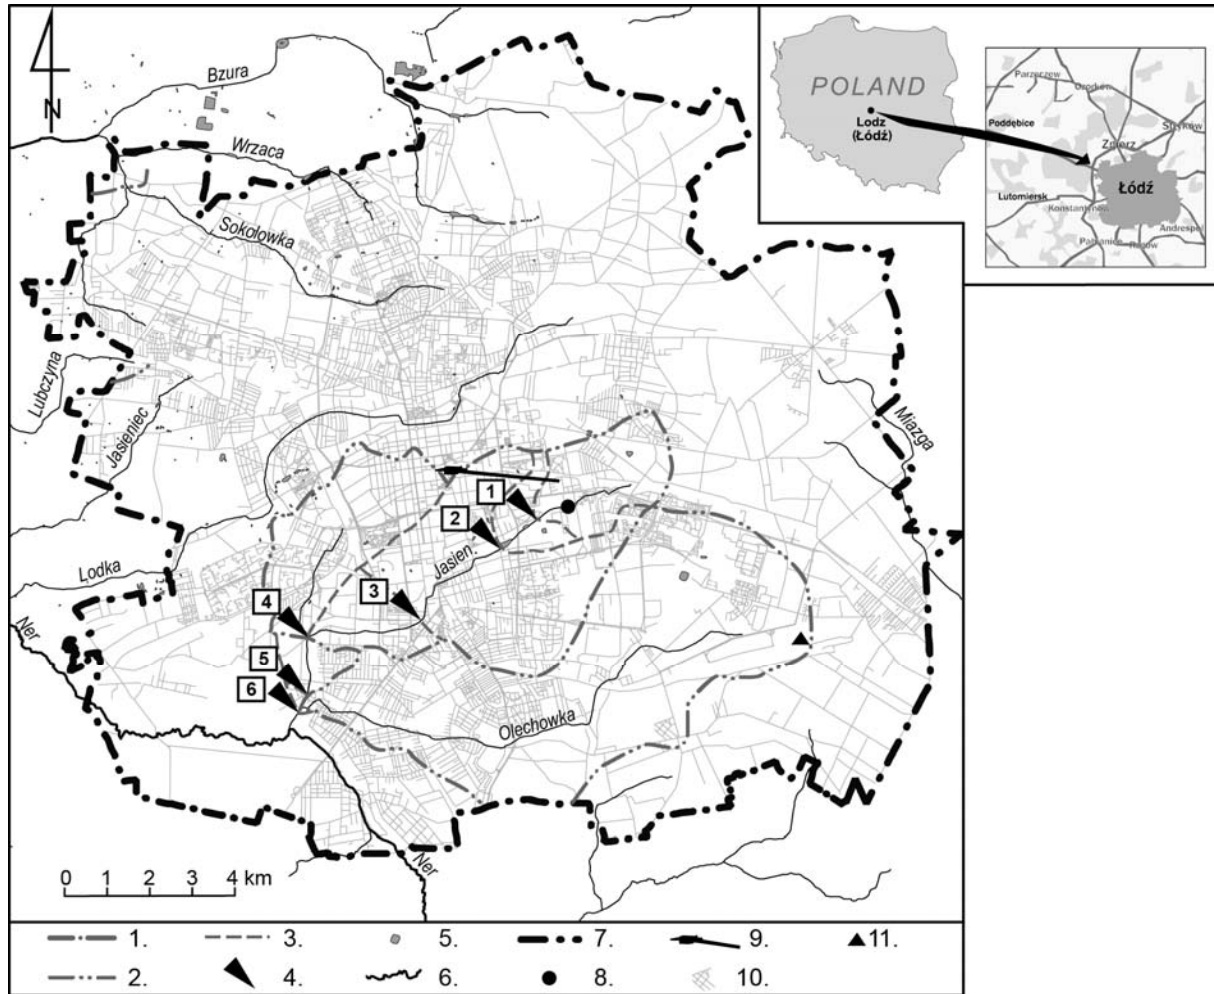 N
Bzura
Wrzaca
Sokolowka
Lubczyna
Jasieniec
Miazga
Lodka
Ner
Jasien.
Olechowka
Ner
1
2
3
4
5
6
0 1 2 3 4 km
POLAND
Lodz
(Łódź)
Parzęczew
Ozorków
Poddębice
Stryków
Zgierz
Łódź
Lutomiersk
Konstantynów
Andrespol
Pabianice
Rzgów
1.
3.
5.
7.
9.
11.
2.
4.
6.
8.
10.